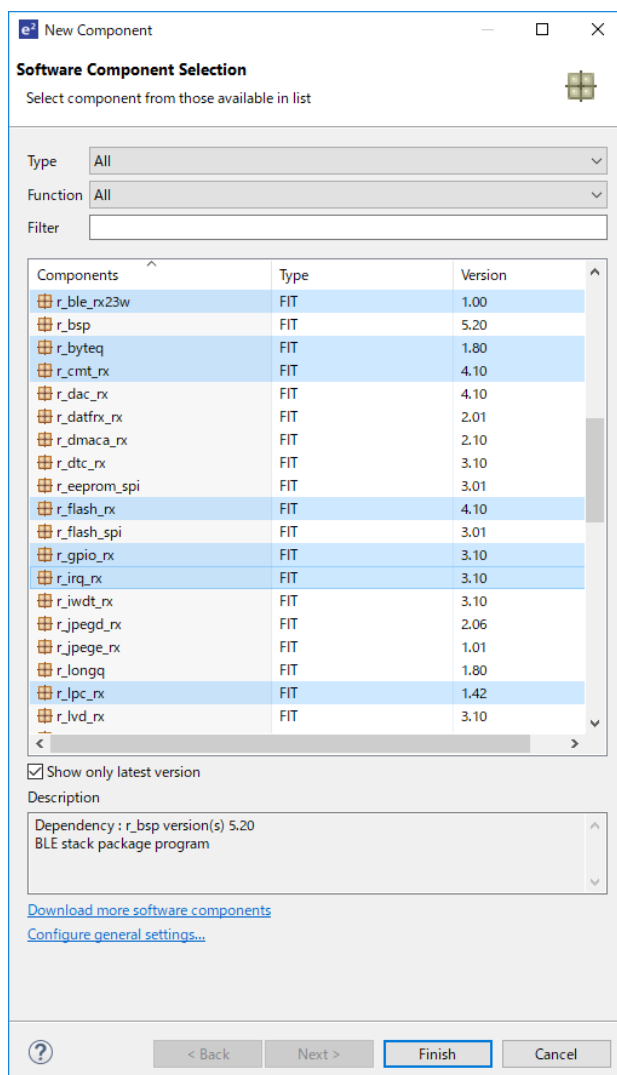 e² New Component
Software Component Selection
Select component from those available in list
Type All
Function All
Filter
Components Type Version
r_ble_rx23w FIT 1.00
r_bsp FIT 5.20
r_byteq FIT 1.80
r_cmt_rx FIT 4.10
r_dac_rx FIT 4.10
r_datfrx_rx FIT 2.01
r_dmaca_rx FIT 2.10
r_dtc_rx FIT 3.10
r_eeprom_spi FIT 3.01
r_flash_rx FIT 4.10
r_flash_spi FIT 3.01
r_gpio_rx FIT 3.10
r_irq_rx FIT 3.10
r_iwdt_rx FIT 3.10
r_jpegd_rx FIT 2.06
r_jpege_rx FIT 1.01
r_longq FIT 1.80
r_lpc_rx FIT 1.42
r_lvd_rx FIT 3.10
Show only latest version
Description
Dependency : r_bsp version(s) 5.20
BLE stack package program
Download more software components
Configure general settings...
? < Back Next > Finish Cancel